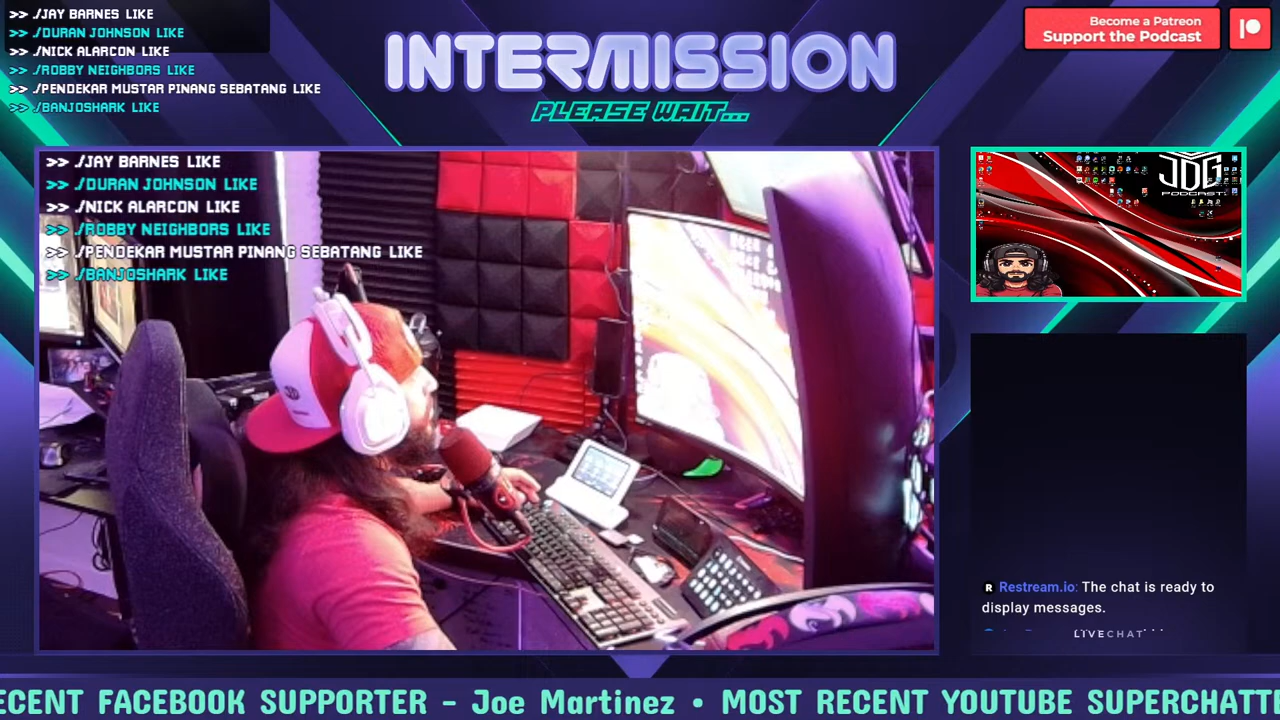 >> ./JAY BARNES LIKE
>> ./DURAN JOHNSON LIKE
>> ./NICK ALARCON LIKE
>> ./ROBBY NEIGHBORS LIKE
>> ./PENDEKAR MUSTAR PINANG SEBATANG LIKE
>> ./BANJOSHARK LIKE
INTERMISSION
PLEASE WAIT...
Become a Patreon
Support the Podcast
>> ./JAY BARNES LIKE
>> ./DURAN JOHNSON LIKE
>> ./NICK ALARCON LIKE
>> ./ROBBY NEIGHBORS LIKE
>> ./PENDEKAR MUSTAR PINANG SEBATANG LIKE
>> ./BANJOSHARK LIKE
JDG
PODCAST
Restream.io: The chat is ready to
display messages.
LIVECHAT
ECENT FACEBOOK SUPPORTER - Joe Martinez • MOST RECENT YOUTUBE SUPERCHATT